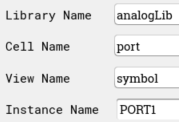 Library Name analogLib
Cell Name port
View Name symbol
Instance Name PORT1